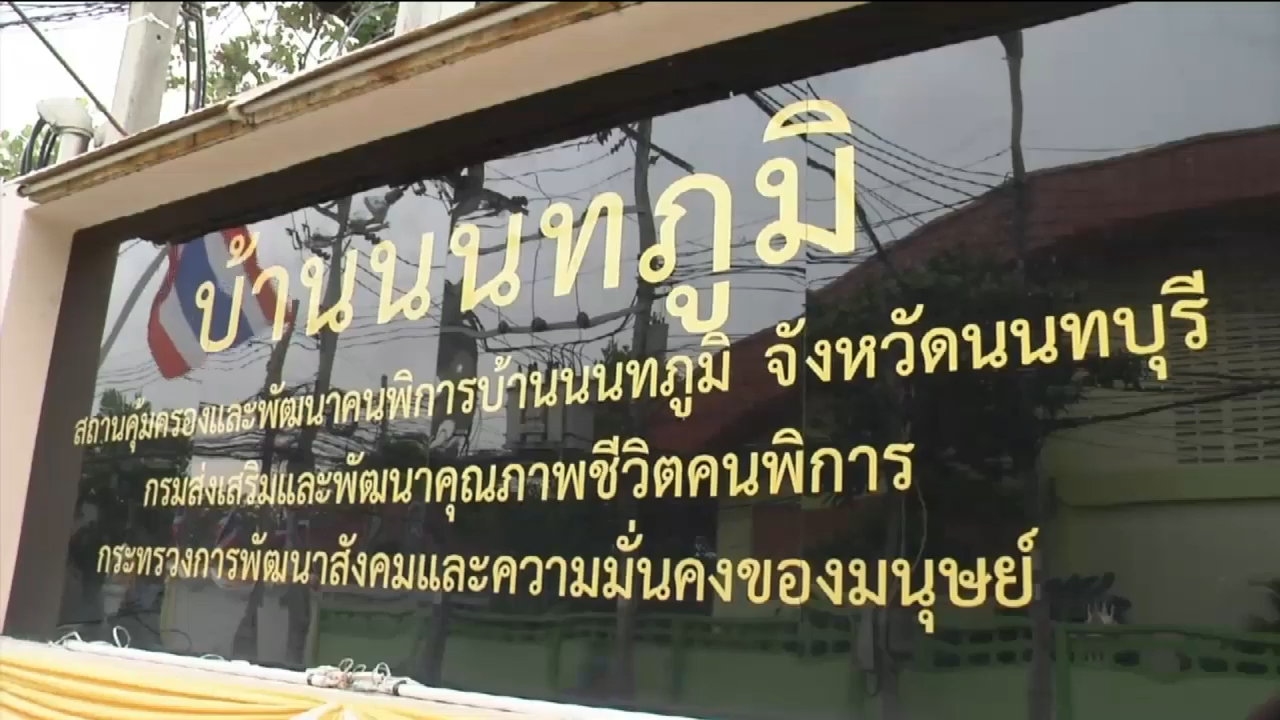 บ้านนนทภูมิ
สถานคุ้มครองและพัฒนาคนพิการบ้านนนทภูมิ จังหวัดนนทบุรี
กรมส่งเสริมและพัฒนาคุณภาพชีวิตคนพิการ
กระทรวงการพัฒนาสังคมและความมั่นคงของมนุษย์